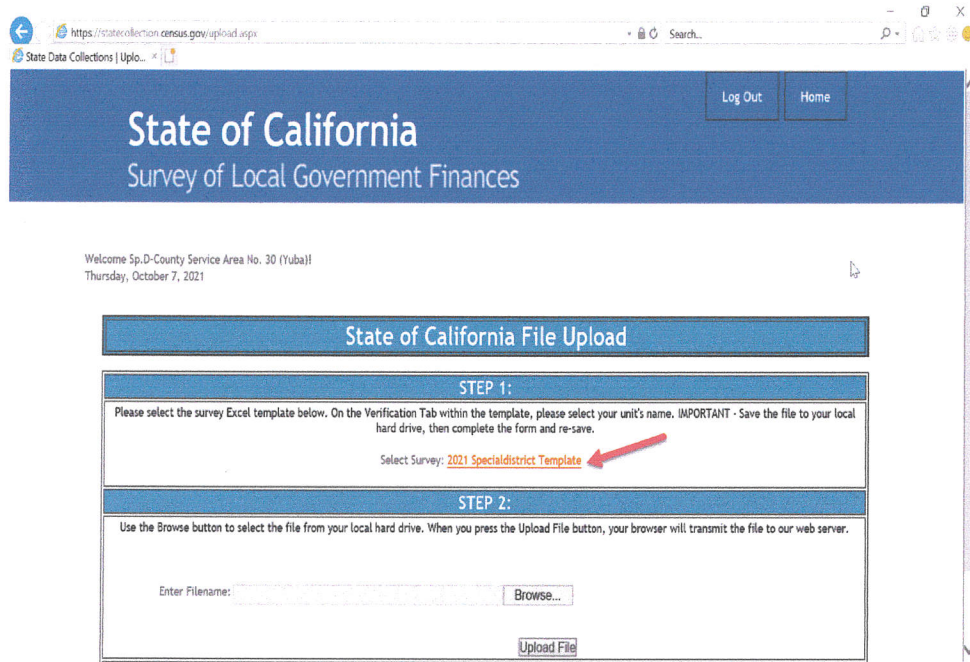 https://statecollection.census.gov/upload.aspx
Search...
State Data Collections | Uplo...
Log Out
Home
State of California
Survey of Local Government Finances
Welcome Sp.D-County Service Area No. 30 (Yuba)!
Thursday, October 7, 2021
State of California File Upload
STEP 1:
Please select the survey Excel template below. On the Verification Tab within the template, please select your unit's name. IMPORTANT - Save the file to your local
hard drive, then complete the form and re-save.
Select Survey: 2021 Specialdistrict Template
STEP 2:
Use the Browse button to select the file from your local hard drive. When you press the Upload File button, your browser will transmit the file to our web server.
Enter Filename:
Browse...
Upload File